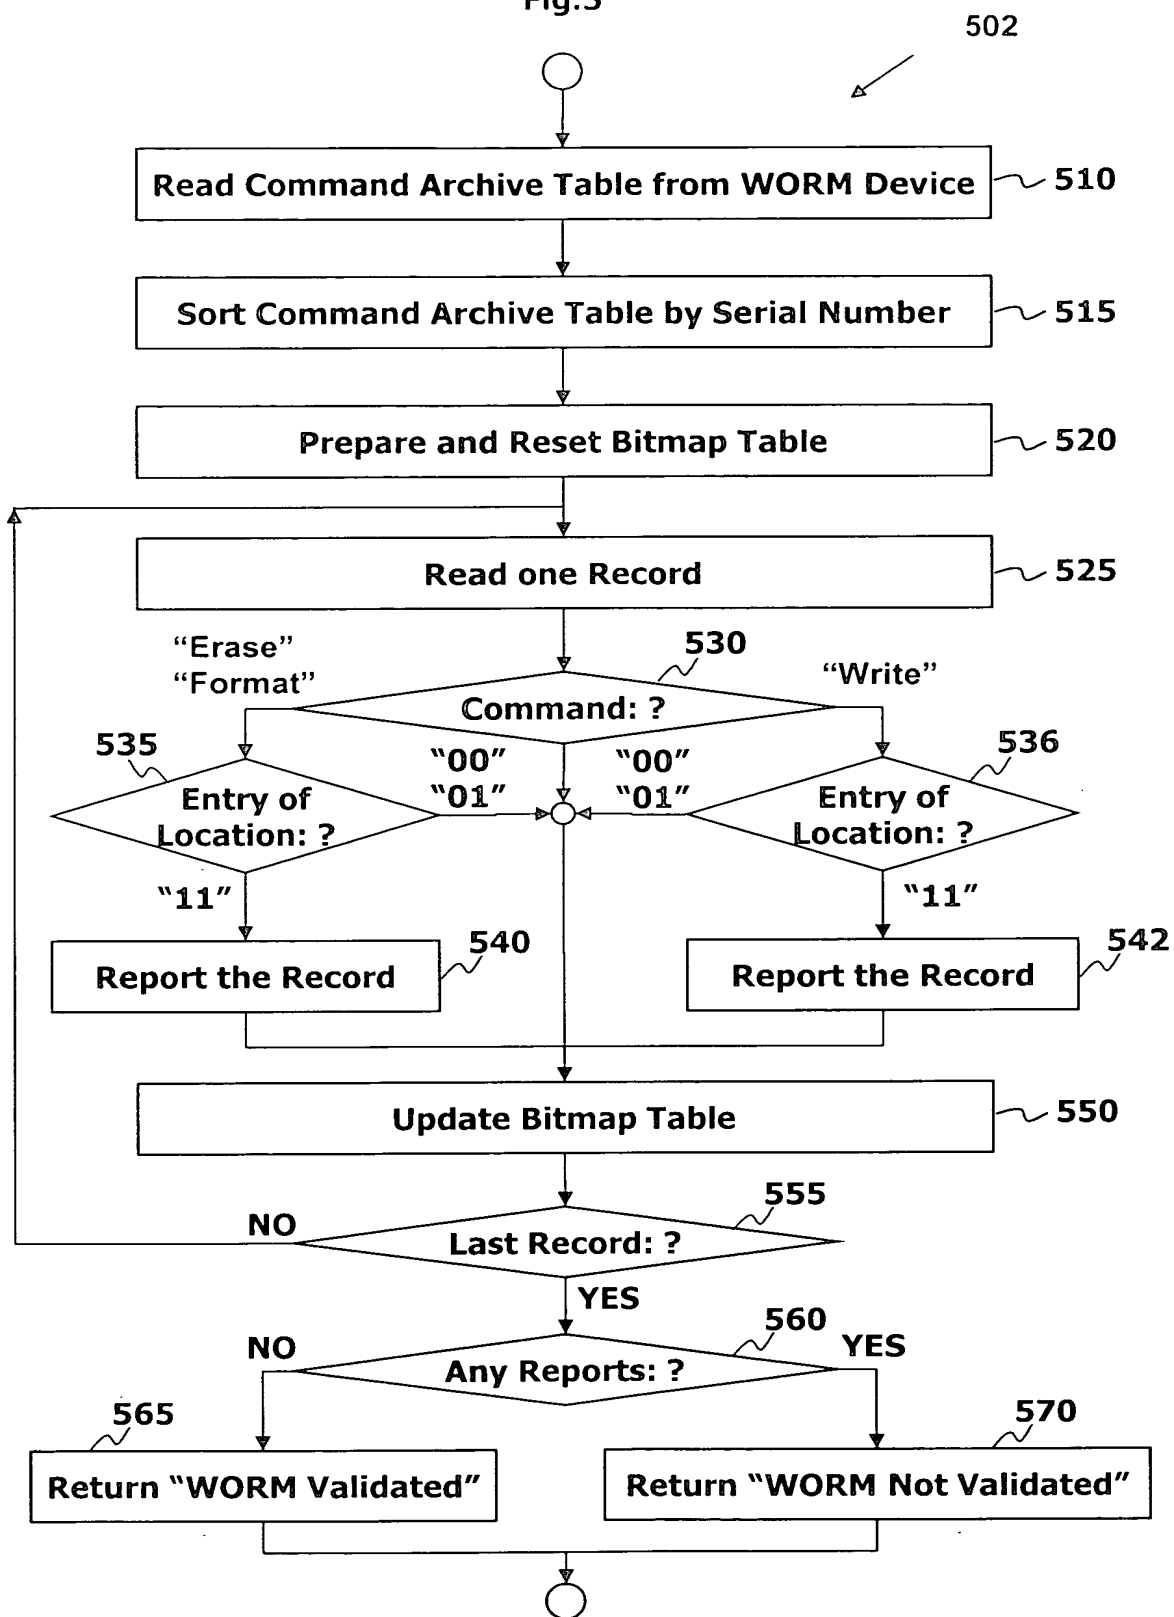 502
Read Command Archive Table from WORM Device
510
Sort Command Archive Table by Serial Number
515
Prepare and Reset Bitmap Table
520
Read one Record
525
“Erase”
“Format”
530
“Write”
Command: ?
535
“00”
“01”
“00”
“01”
536
Entry of
Location: ?
Entry of
Location: ?
“11”
“11”
540
Report the Record
542
Report the Record
Update Bitmap Table
550
555
NO
Last Record: ?
YES
560
NO
YES
Any Reports: ?
565
570
Return “WORM Validated”
Return “WORM Not Validated”